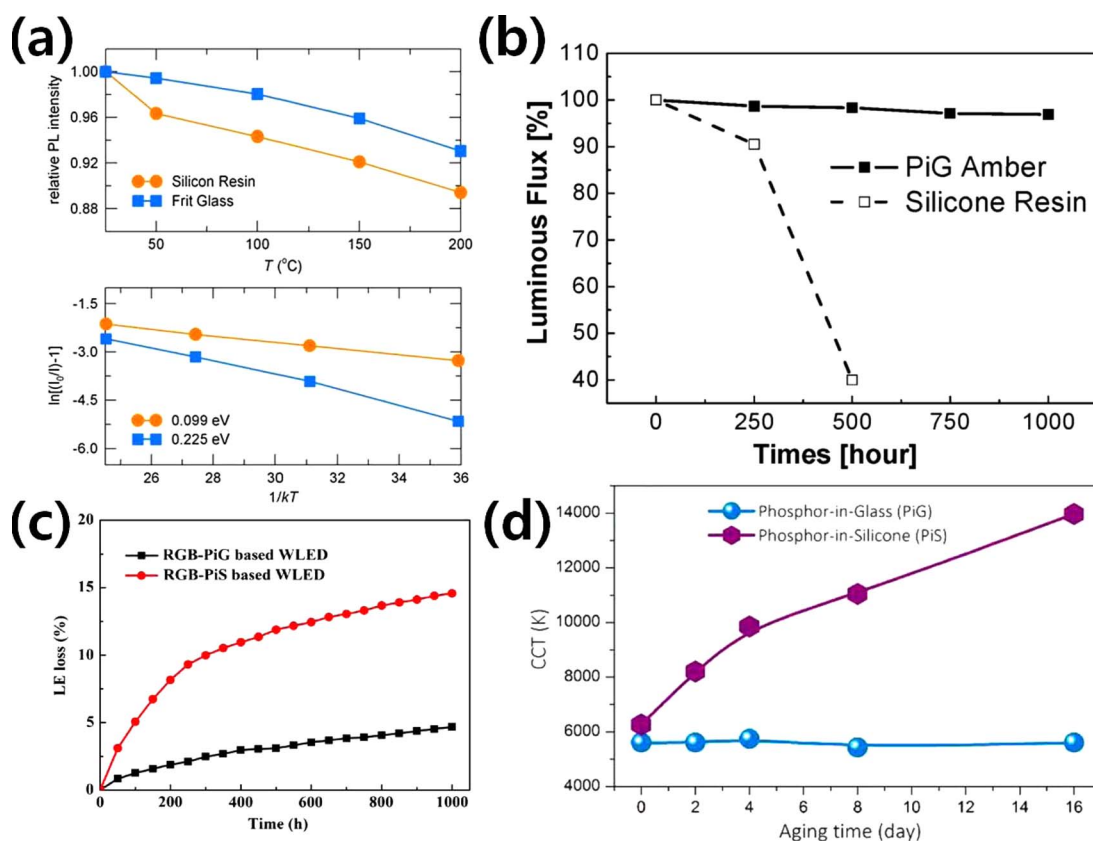 (a)
relative PL intensity
1.00
0.96
0.92
0.88
Silicon Resin
Frit Glass
50 100 150 200
T (°C)
ln[(I₀/I)-1]
-1.5
-3.0
-4.5
-6.0
0.099 eV
0.225 eV
26 28 30 32 34 36
1/kT
(b)
Luminous Flux [%]
110
100
90
80
70
60
50
40
PiG Amber
Silicone Resin
0 250 500 750 1000
Times [hour]
(c)
LE loss (%)
20
15
10
5
0
RGB-PiG based WLED
RGB-PiS based WLED
0 200 400 600 800 1000
Time (h)
(d)
CCT (K)
14000
12000
10000
8000
6000
4000
Phosphor-in-Glass (PiG)
Phosphor-in-Silicone (PiS)
0 2 4 6 8 10 12 14 16
Aging time (day)